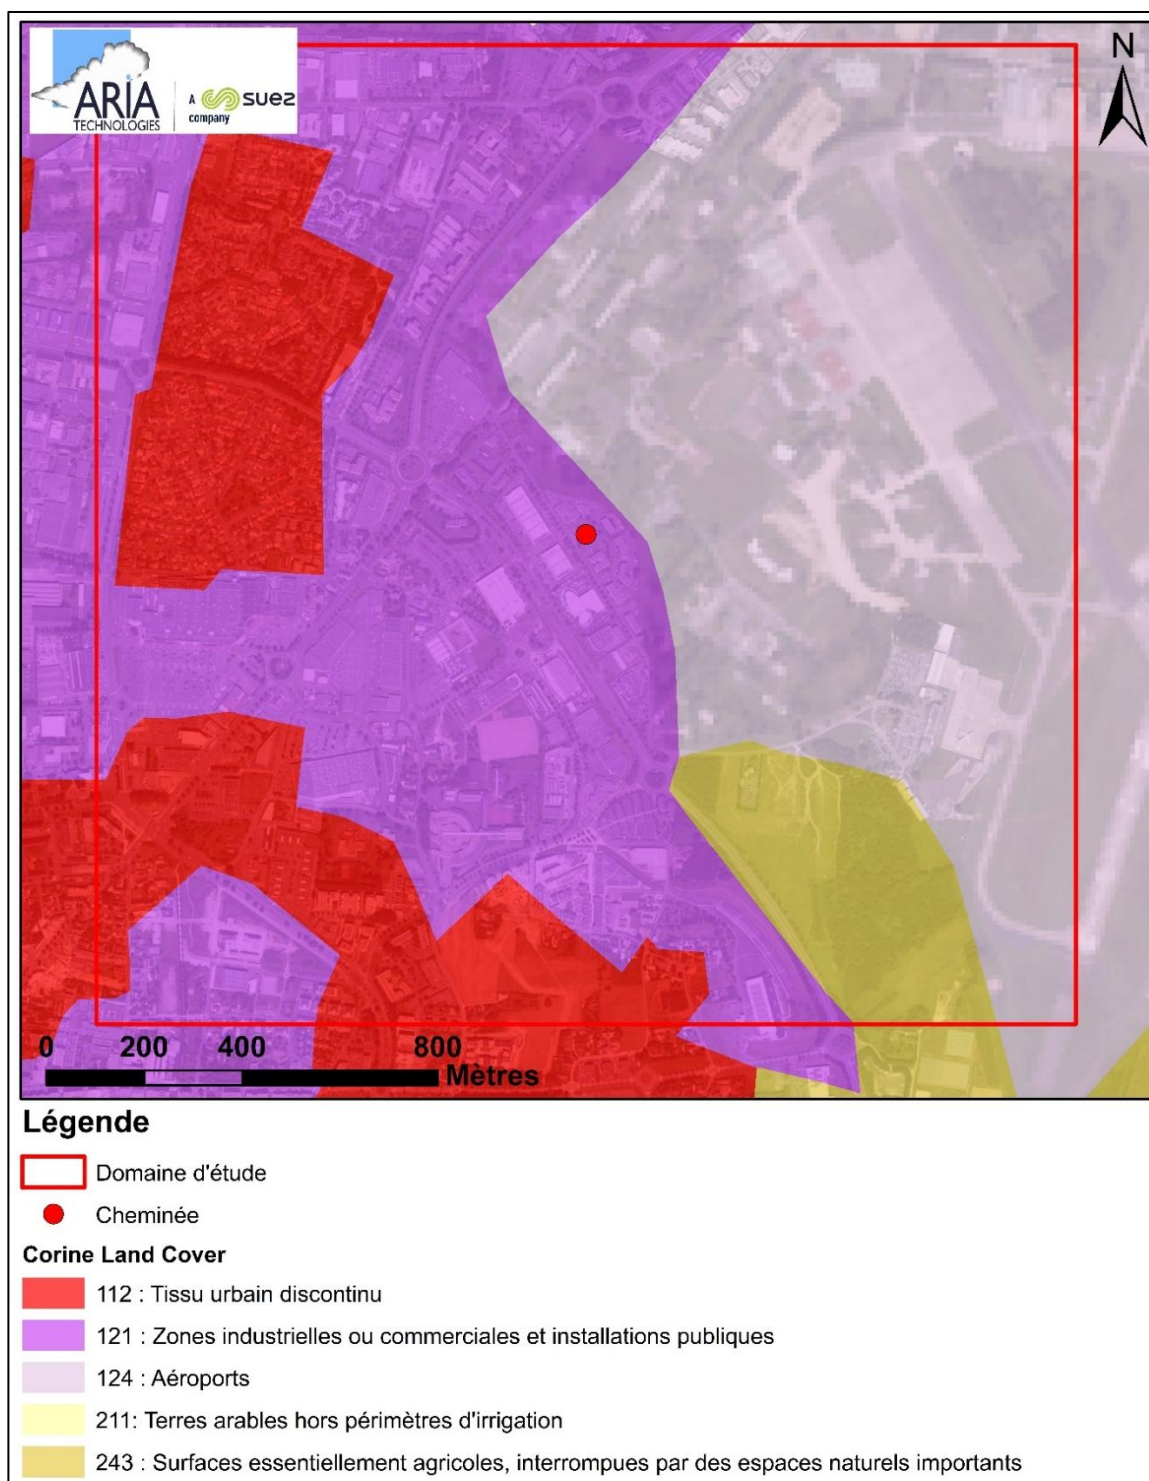 ARIA
TECHNOLOGIES
A suez
company
N
0 200 400 800
Mètres
Légende
Domaine d'étude
Cheminée
Corine Land Cover
112 : Tissu urbain discontinu
121 : Zones industrielles ou commerciales et installations publiques
124 : Aéroports
211: Terres arables hors périmètres d'irrigation
243 : Surfaces essentiellement agricoles, interrompues par des espaces naturels importants